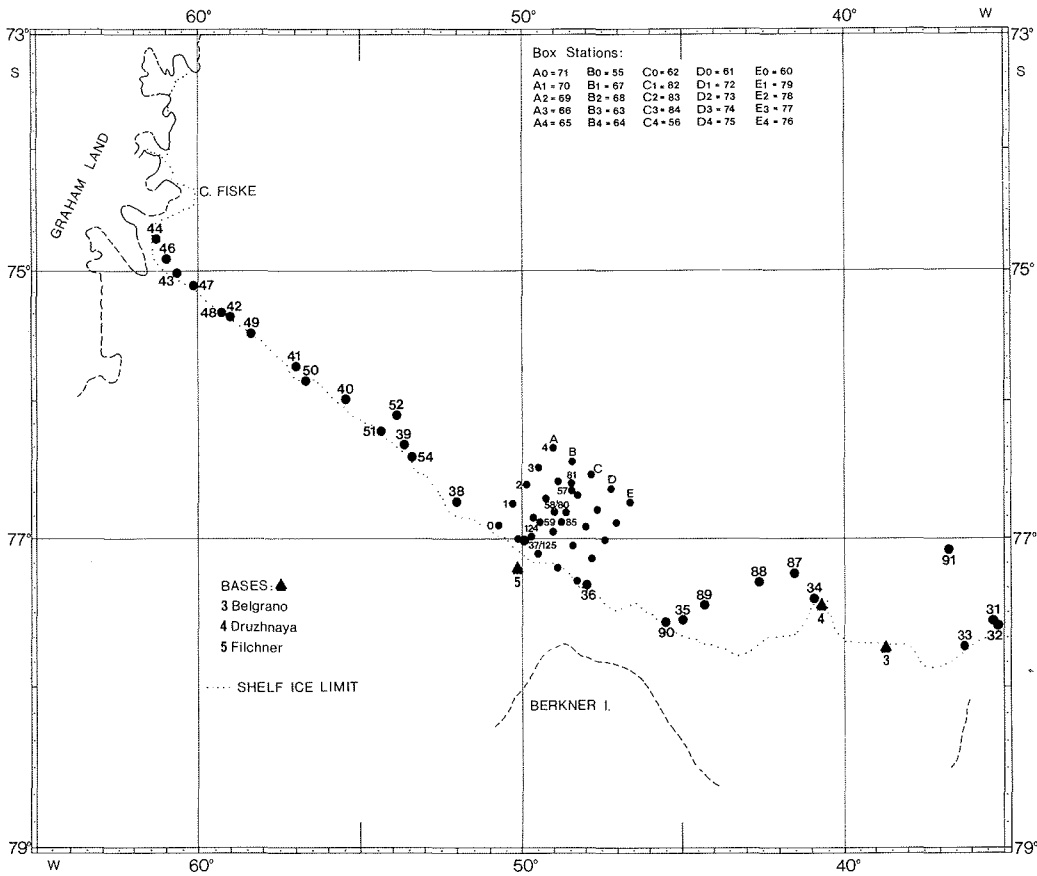 60° 50° 40° W
73° 73°
S S
Box Stations:
A0=71 B0=55 C0=62 D0=61 E0=60
A1=70 B1=67 C1=82 D1=72 E1=79
A2=69 B2=68 C2=83 D2=73 E2=78
A3=66 B3=63 C3=84 D3=74 E3=77
A4=65 B4=64 C4=56 D4=75 E4=76
GRAHAM LAND
C. FISKE
44
46
75° 43 75°
47
48 42
49
41
50
40
52
51 39
54
4 A
B
3 81 C
2 57 D
38 1 58/80 E
0 59 85
124
77° 37/125 77°
5
36
91
87
88
34
89
4
35
90
31
33 32
3
BASES:
3 Belgrano
4 Druzhnaya
5 Filchner
SHELF ICE LIMIT
BERKNER I.
79° 79°
W 60° 50° 40°